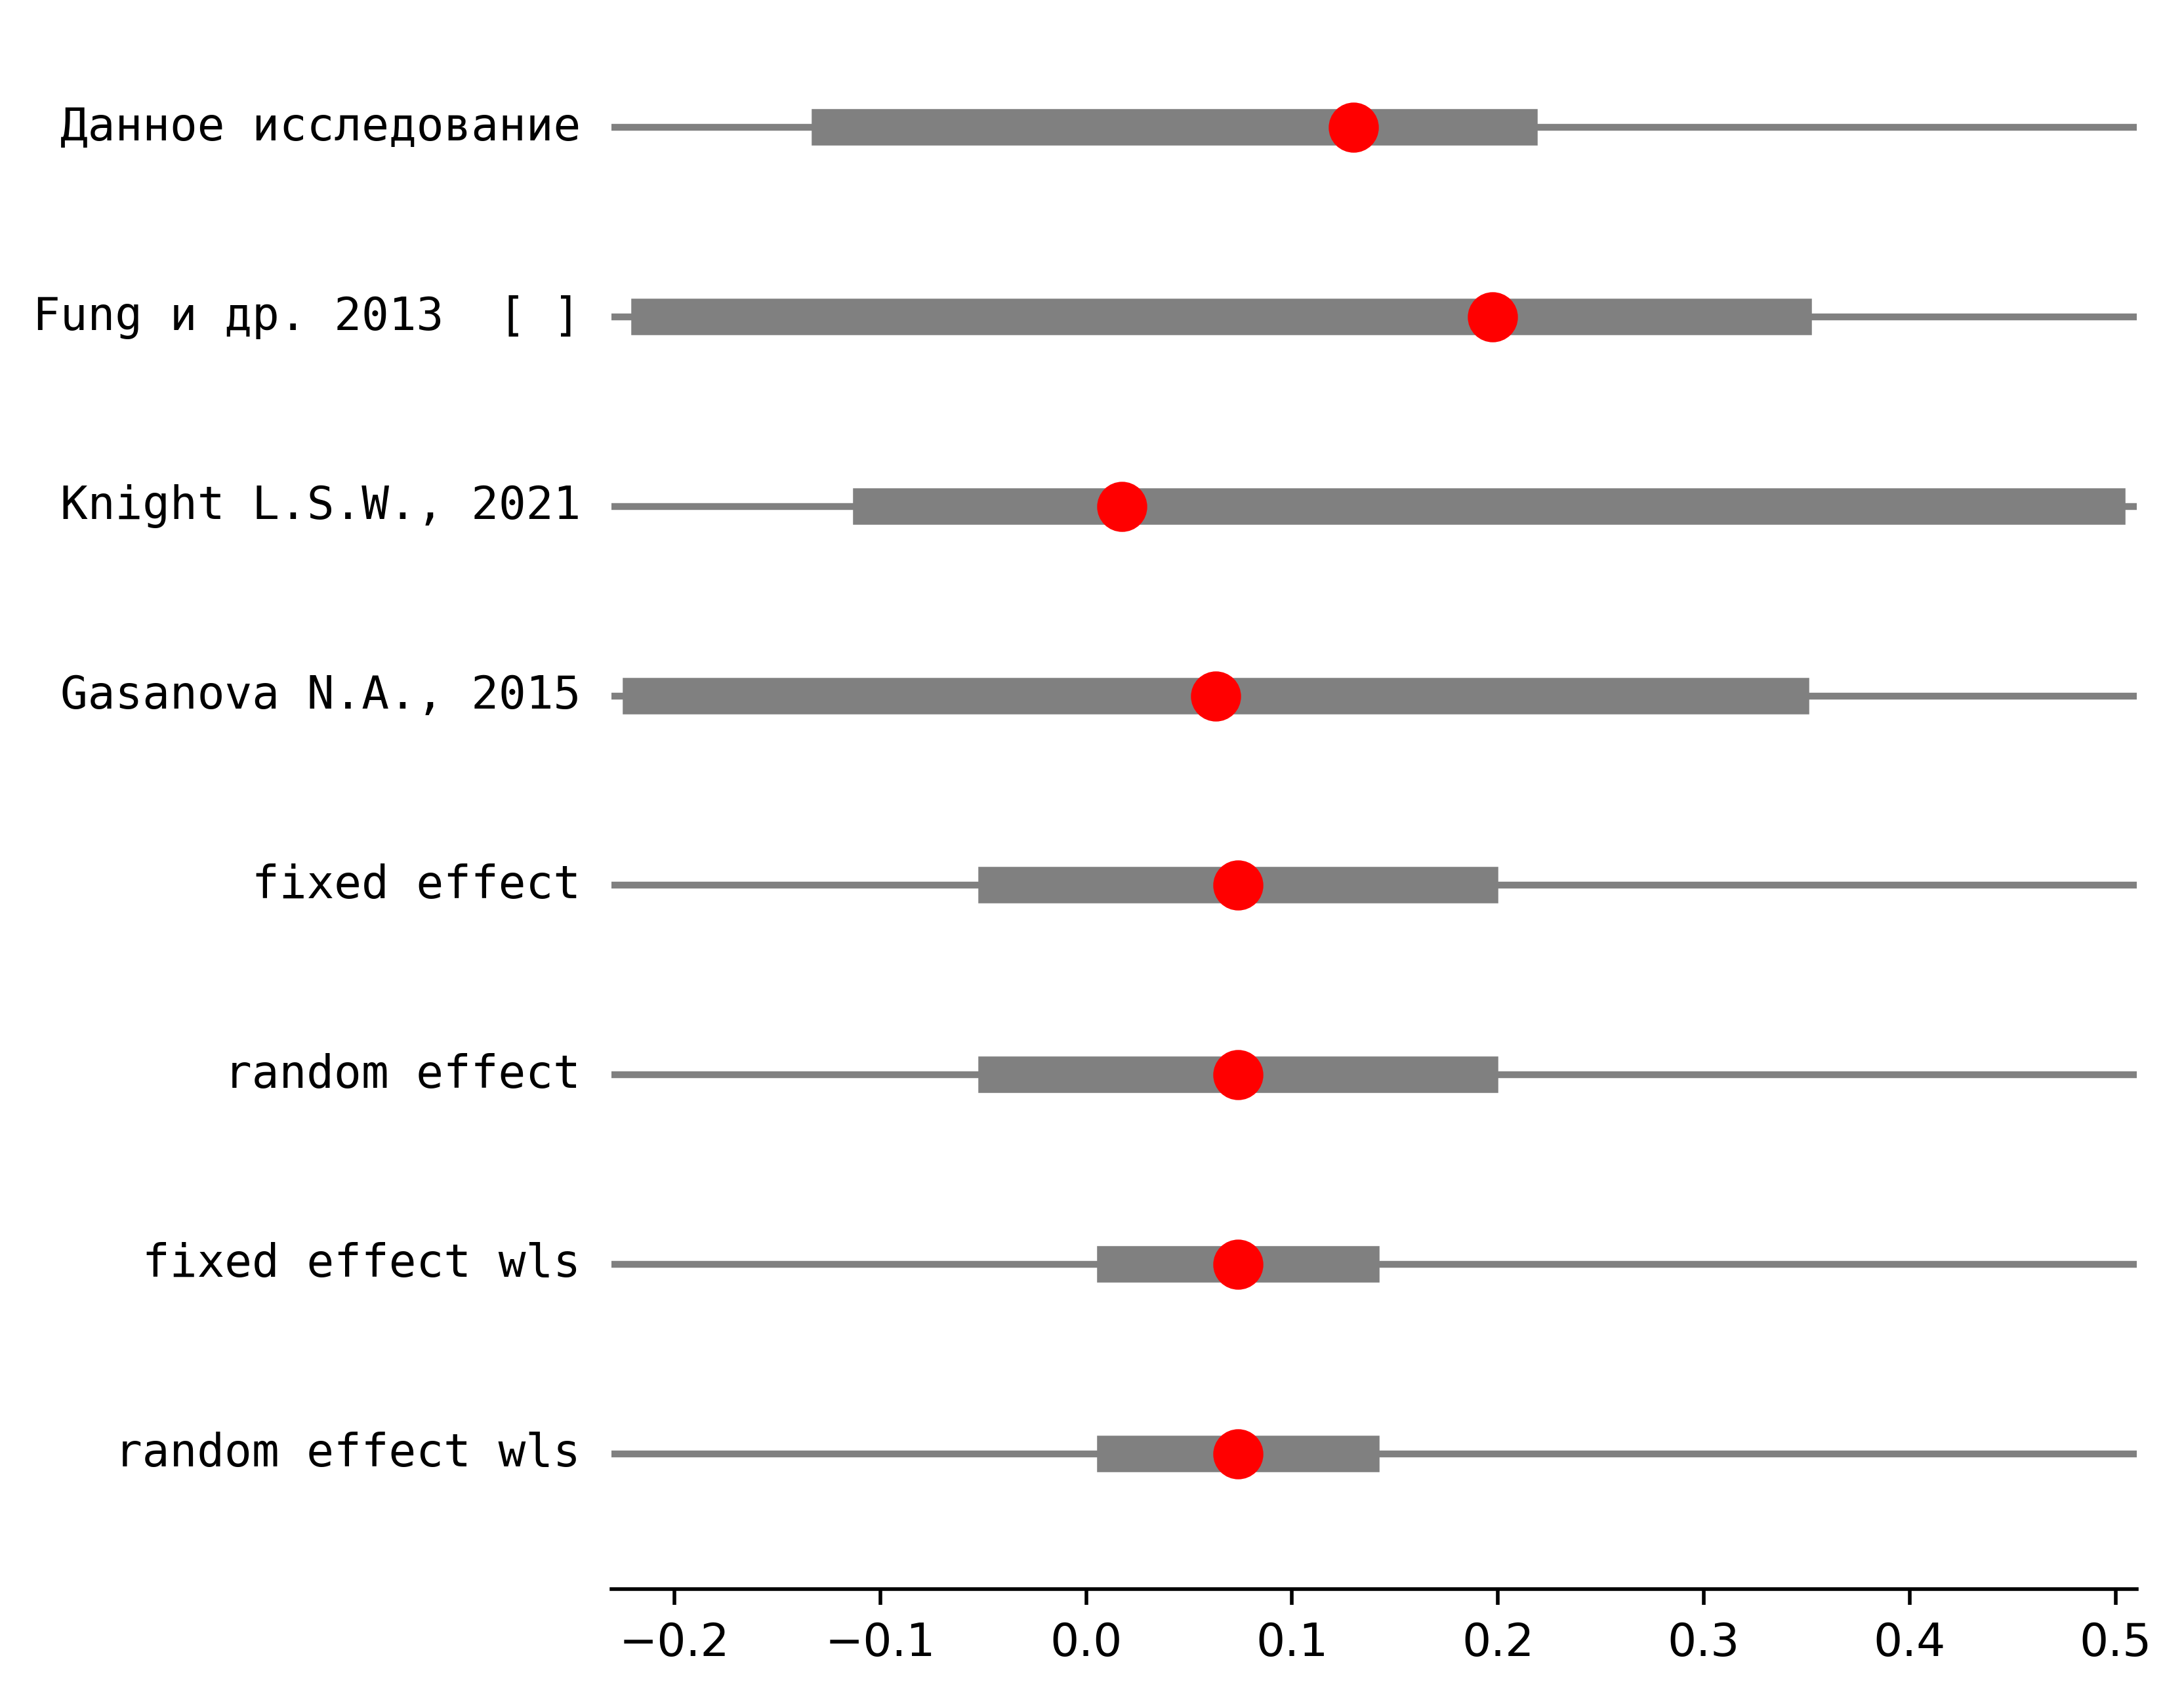 Данное исследование
Fung и др. 2013  [ ]
Knight L.S.W., 2021
Gasanova N.A., 2015
fixed effect
random effect
fixed effect wls
random effect wls
−0.2 −0.1 0.0 0.1 0.2 0.3 0.4 0.5